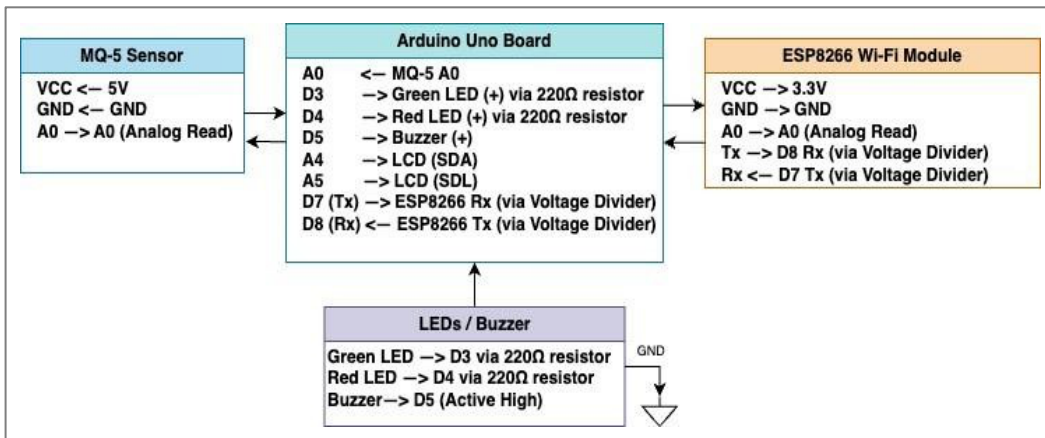 MQ-5 Sensor
VCC <— 5V
GND <— GND
A0 —> A0 (Analog Read)
Arduino Uno Board
A0 <— MQ-5 A0
D3 —> Green LED (+) via 220Ω resistor
D4 —> Red LED (+) via 220Ω resistor
D5 —> Buzzer (+)
A4 —> LCD (SDA)
A5 —> LCD (SDL)
D7 (Tx) —> ESP8266 Rx (via Voltage Divider)
D8 (Rx) <— ESP8266 Tx (via Voltage Divider)
ESP8266 Wi-Fi Module
VCC —> 3.3V
GND —> GND
A0 —> A0 (Analog Read)
Tx —> D8 Rx (via Voltage Divider)
Rx <— D7 Tx (via Voltage Divider)
LEDs / Buzzer
Green LED —> D3 via 220Ω resistor
Red LED —> D4 via 220Ω resistor
Buzzer—> D5 (Active High)
GND